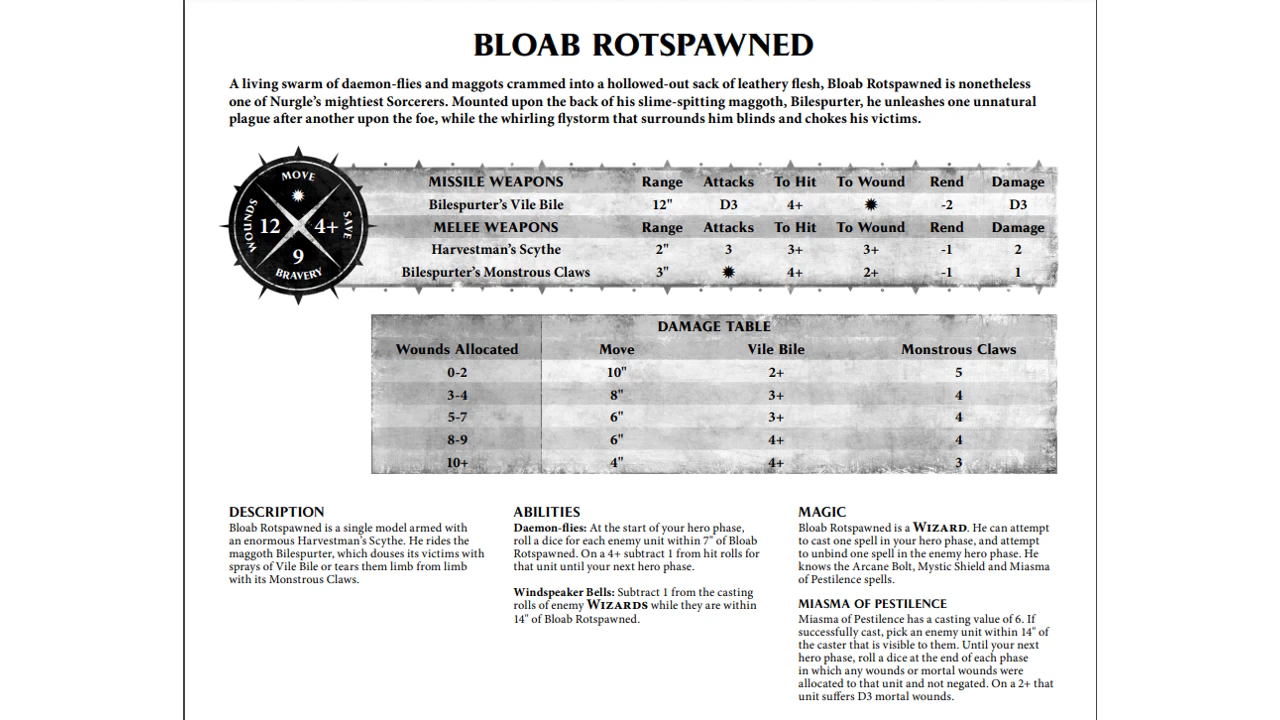 BLOAB ROTSPAWNED
A living swarm of daemon-flies and maggots crammed into a hollowed-out sack of leathery flesh, Bloab Rotspawned is nonetheless
one of Nurgle's mightiest Sorcerers. Mounted upon the back of his slime-spitting maggoth, Bilespurter, he unleashes one unnatural
plague after another upon the foe, while the whirling flystorm that surrounds him blinds and chokes his victims.
MOVE
WOUNDS 12 4+ SAVE
9
BRAVERY
MISSILE WEAPONS Range Attacks To Hit To Wound Rend Damage
Bilespurter's Vile Bile 12" D3 4+ ✹ -2 D3
MELEE WEAPONS Range Attacks To Hit To Wound Rend Damage
Harvestman's Scythe 2" 3 3+ 3+ -1 2
Bilespurter's Monstrous Claws 3" ✹ 4+ 2+ -1 1
DAMAGE TABLE
Wounds Allocated Move Vile Bile Monstrous Claws
0-2 10" 2+ 5
3-4 8" 3+ 4
5-7 6" 3+ 4
8-9 6" 4+ 4
10+ 4" 4+ 3
DESCRIPTION
Bloab Rotspawned is a single model armed with
an enormous Harvestman's Scythe. He rides the
maggoth Bilespurter, which douses its victims with
sprays of Vile Bile or tears them limb from limb
with its Monstrous Claws.
ABILITIES
Daemon-flies: At the start of your hero phase,
roll a dice for each enemy unit within 7" of Bloab
Rotspawned. On a 4+ subtract 1 from hit rolls for
that unit until your next hero phase.
Windspeaker Bells: Subtract 1 from the casting
rolls of enemy WIZARDS while they are within
14" of Bloab Rotspawned.
MAGIC
Bloab Rotspawned is a WIZARD. He can attempt
to cast one spell in your hero phase, and attempt
to unbind one spell in the enemy hero phase. He
knows the Arcane Bolt, Mystic Shield and Miasma
of Pestilence spells.
MIASMA OF PESTILENCE
Miasma of Pestilence has a casting value of 6. If
successfully cast, pick an enemy unit within 14" of
the caster that is visible to them. Until your next
hero phase, roll a dice at the end of each phase
in which any wounds or mortal wounds were
allocated to that unit and not negated. On a 2+ that
unit suffers D3 mortal wounds.